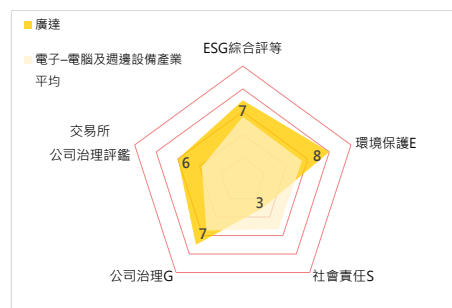 廣達
電子–電腦及週邊設備產業
平均
ESG綜合評等
7
環境保護E
8
交易所
公司治理評鑑
6
3
7
公司治理G
社會責任S